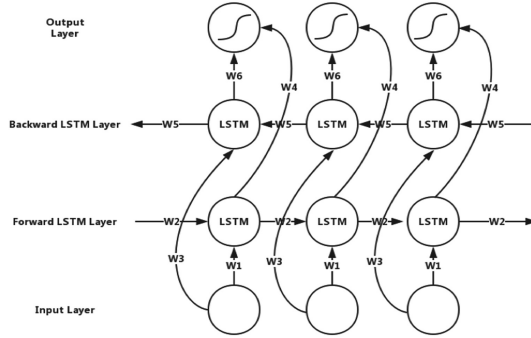 Output
Layer
W6 W6 W6
W4 W4 W4
Backward LSTM Layer W5 LSTM W5 LSTM W5 LSTM W5
Forward LSTM Layer W2 LSTM W2 LSTM W2 LSTM W2
W3 W1 W3 W1 W3 W1
Input Layer